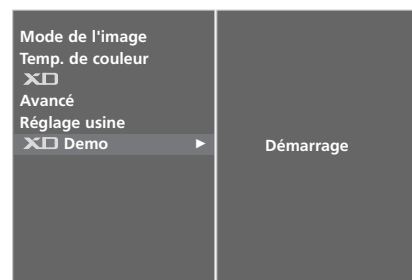 Mode de l'image
Temp. de couleur
XD
Avancé
Réglage usine
XD Demo ►
Démarrage